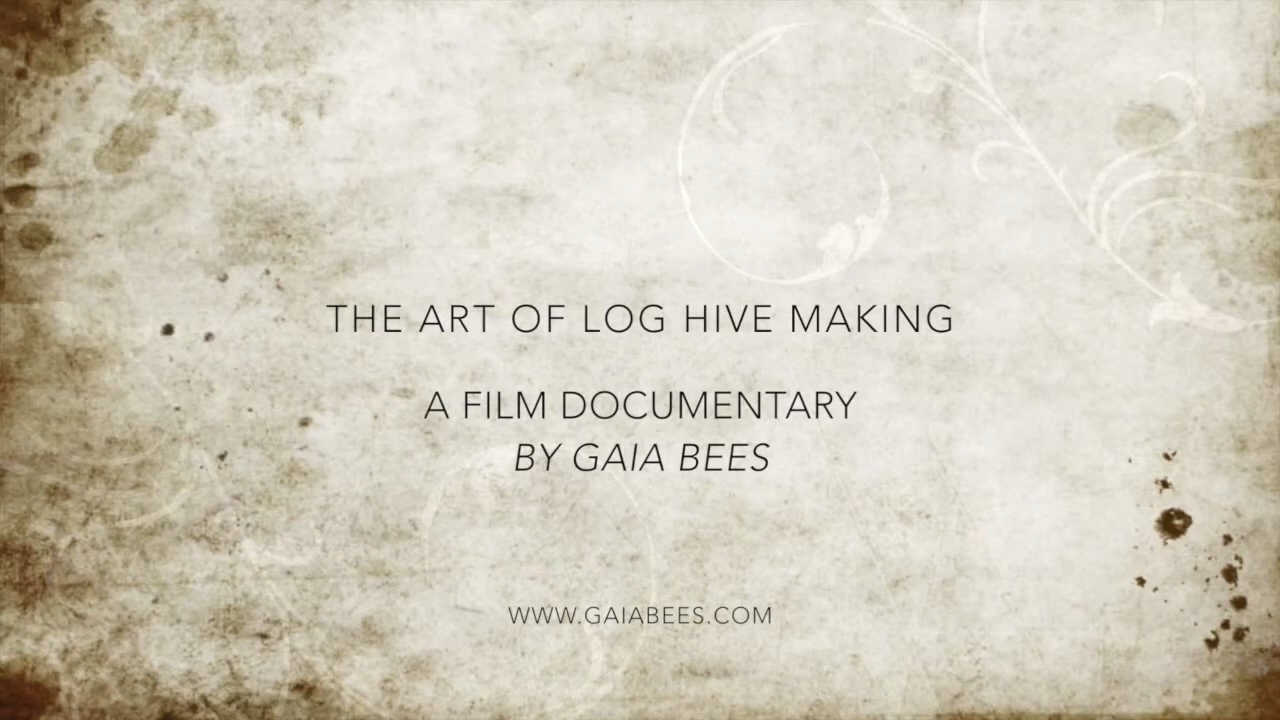 THE ART OF LOG HIVE MAKING
A FILM DOCUMENTARY
BY GAIA BEES
WWW.GAIABEES.COM